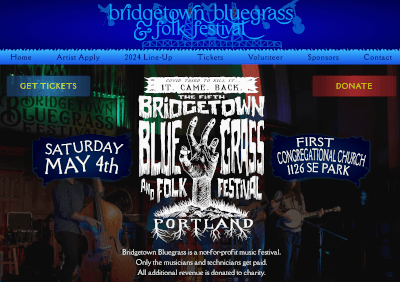 bridgetown bluegrass
& folk festival
Home Artist Apply 2024 Line-Up Tickets Volunteer Sponsors Contact
GET TICKETS
DONATE
COVID TRIED TO KILL IT
IT. CAME. BACK.
THE FIFTH
BRIDGETOWN
BLUE GRASS
AND FOLK FESTIVAL
PORTLAND
BRIDGETOWN
BLUEGRASS
FESTIVAL
SATURDAY
MAY 4th
FIRST
CONGREGATIONAL CHURCH
1126 SE PARK
Bridgetown Bluegrass is a not-for-profit music festival.
Only the musicians and technicians get paid.
All additional revenue is donated to charity.